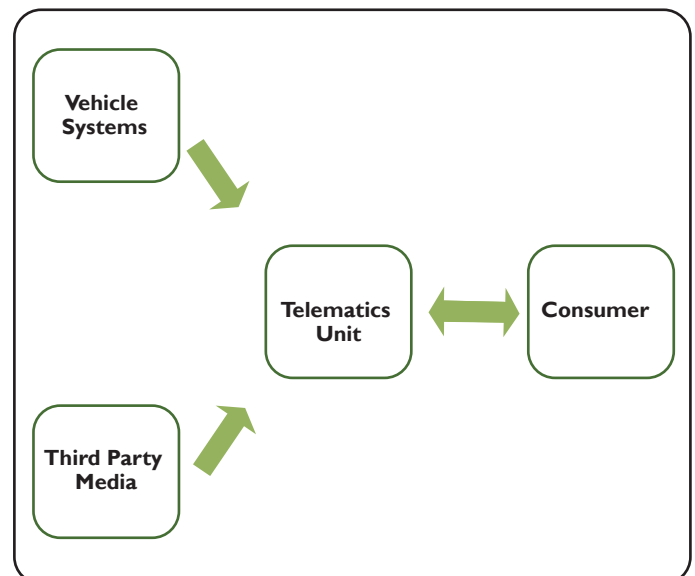 Vehicle
Systems
Telematics
Unit
Consumer
Third Party
Media